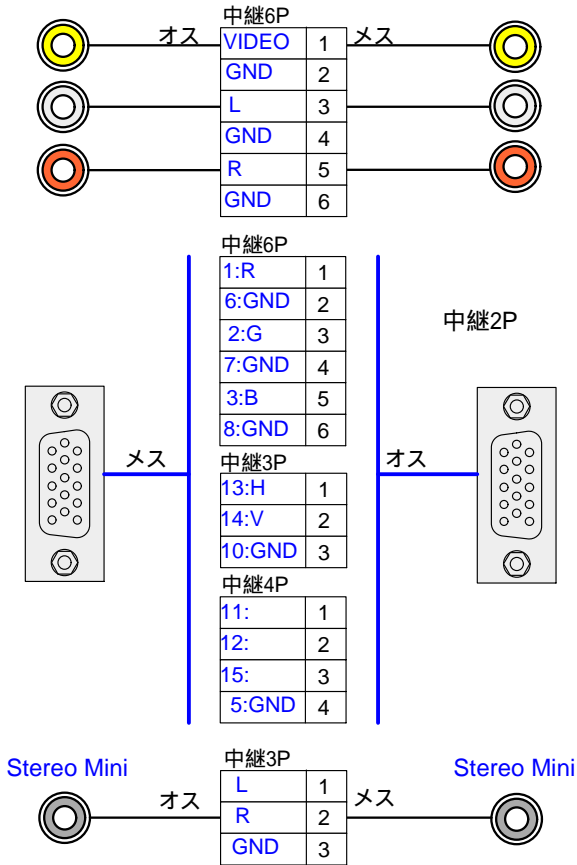 中継6P
オス VIDEO 1 メス
GND 2
L 3
GND 4
R 5
GND 6
中継6P
1:R 1
6:GND 2
2:G 3
7:GND 4
3:B 5
8:GND 6
中継2P
メス
オス
中継3P
13:H 1
14:V 2
10:GND 3
中継4P
11: 1
12: 2
15: 3
5:GND 4
Stereo Mini
中継3P
Stereo Mini
オス
L 1
R 2
GND 3
メス